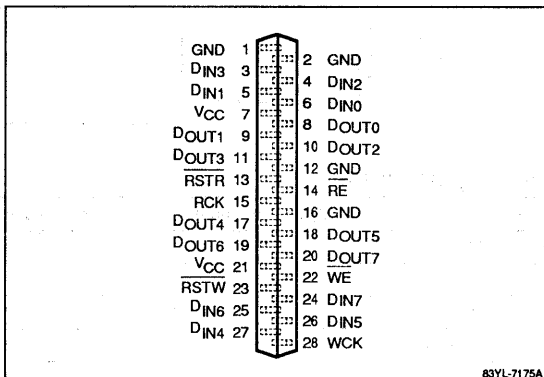 GND 1
2 GND
DIN3 3
4 DIN2
DIN1 5
6 DIN0
VCC 7
8 DOUT0
DOUT1 9
10 DOUT2
DOUT3 11
12 GND
RSTR 13
14 RE
RCK 15
16 GND
DOUT4 17
18 DOUT5
DOUT6 19
20 DOUT7
VCC 21
22 WE
RSTW 23
24 DIN7
DIN6 25
26 DIN5
DIN4 27
28 WCK
83YL-7175A